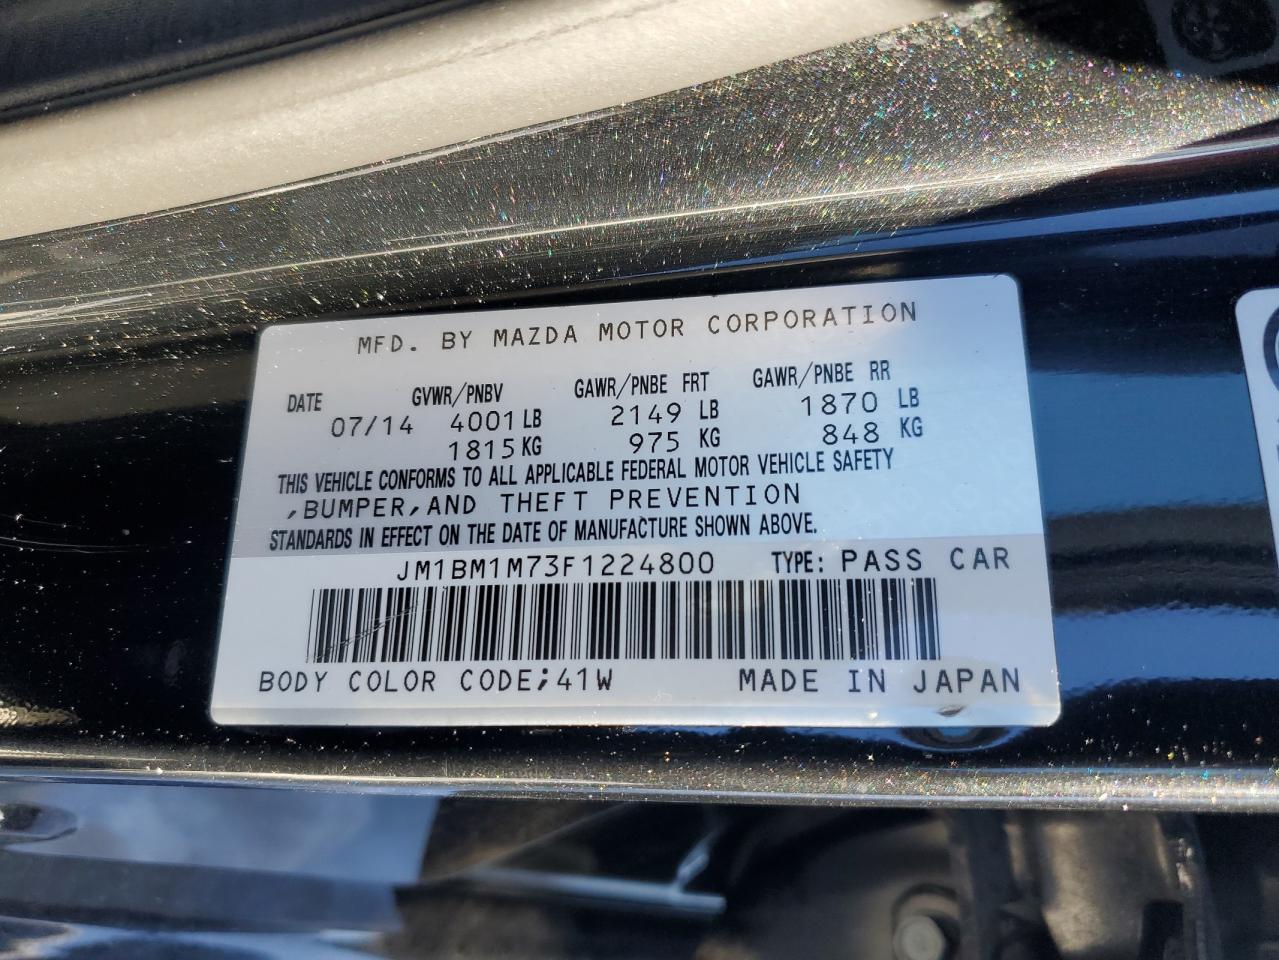 MFD. BY MAZDA MOTOR CORPORATION
DATE GVWR/PNBV GAWR/PNBE FRT GAWR/PNBE RR
07/14 4001 LB 2149 LB 1870 LB
1815 KG 975 KG 848 KG
THIS VEHICLE CONFORMS TO ALL APPLICABLE FEDERAL MOTOR VEHICLE SAFETY
,BUMPER,AND THEFT PREVENTION
STANDARDS IN EFFECT ON THE DATE OF MANUFACTURE SHOWN ABOVE.
JM1BM1M73F1224800 TYPE: PASS CAR
BODY COLOR CODE;41W MADE IN JAPAN